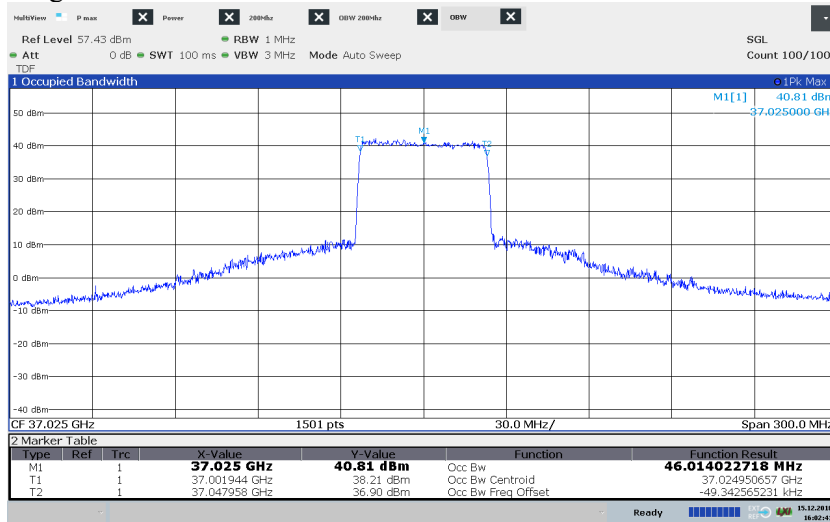 MultiView P max Power 200Mhz OBW 200Mhz OBW
Ref Level 57.43 dBm RBW 1 MHz SGL
Att 0 dB SWT 100 ms VBW 3 MHz Mode Auto Sweep Count 100/100
TDF
1 Occupied Bandwidth 1Pk Max
M1[1] 40.81 dBm
37.025000 GH
50 dBm
M1
T1 T2
40 dBm
30 dBm
20 dBm
10 dBm
0 dBm
-10 dBm
-20 dBm
-30 dBm
-40 dBm
CF 37.025 GHz 1501 pts 30.0 MHz/ Span 300.0 MHz
2 Marker Table
Type Ref Trc X-Value Y-Value Function Function Result
M1 1 37.025 GHz 40.81 dBm Occ Bw 46.014022718 MHz
T1 1 37.001944 GHz 38.21 dBm Occ Bw Centroid 37.024950657 GHz
T2 1 37.047958 GHz 36.90 dBm Occ Bw Freq Offset -49.342565231 kHz
Ready